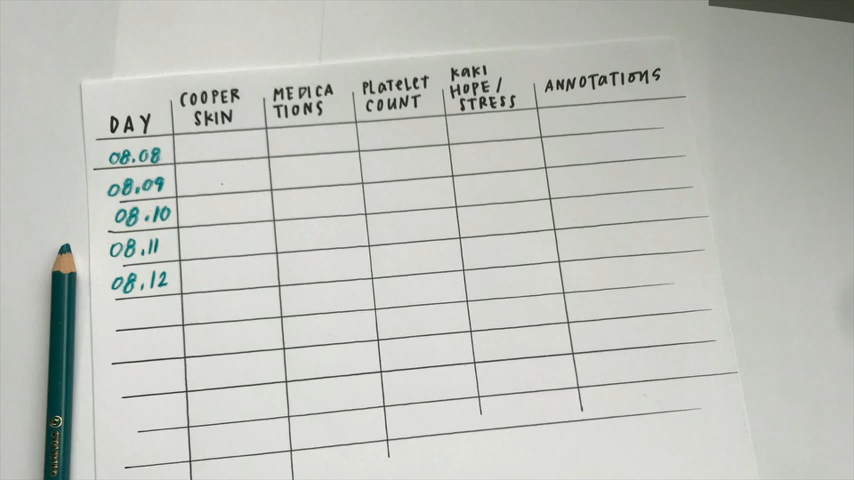 DAY
COOPER
SKIN
MEDICA
TIONS
PLATELET
COUNT
KAKI
HOPE/
STRESS
ANNOTATIONS
08.08
08.09
08.10
08.11
08.12